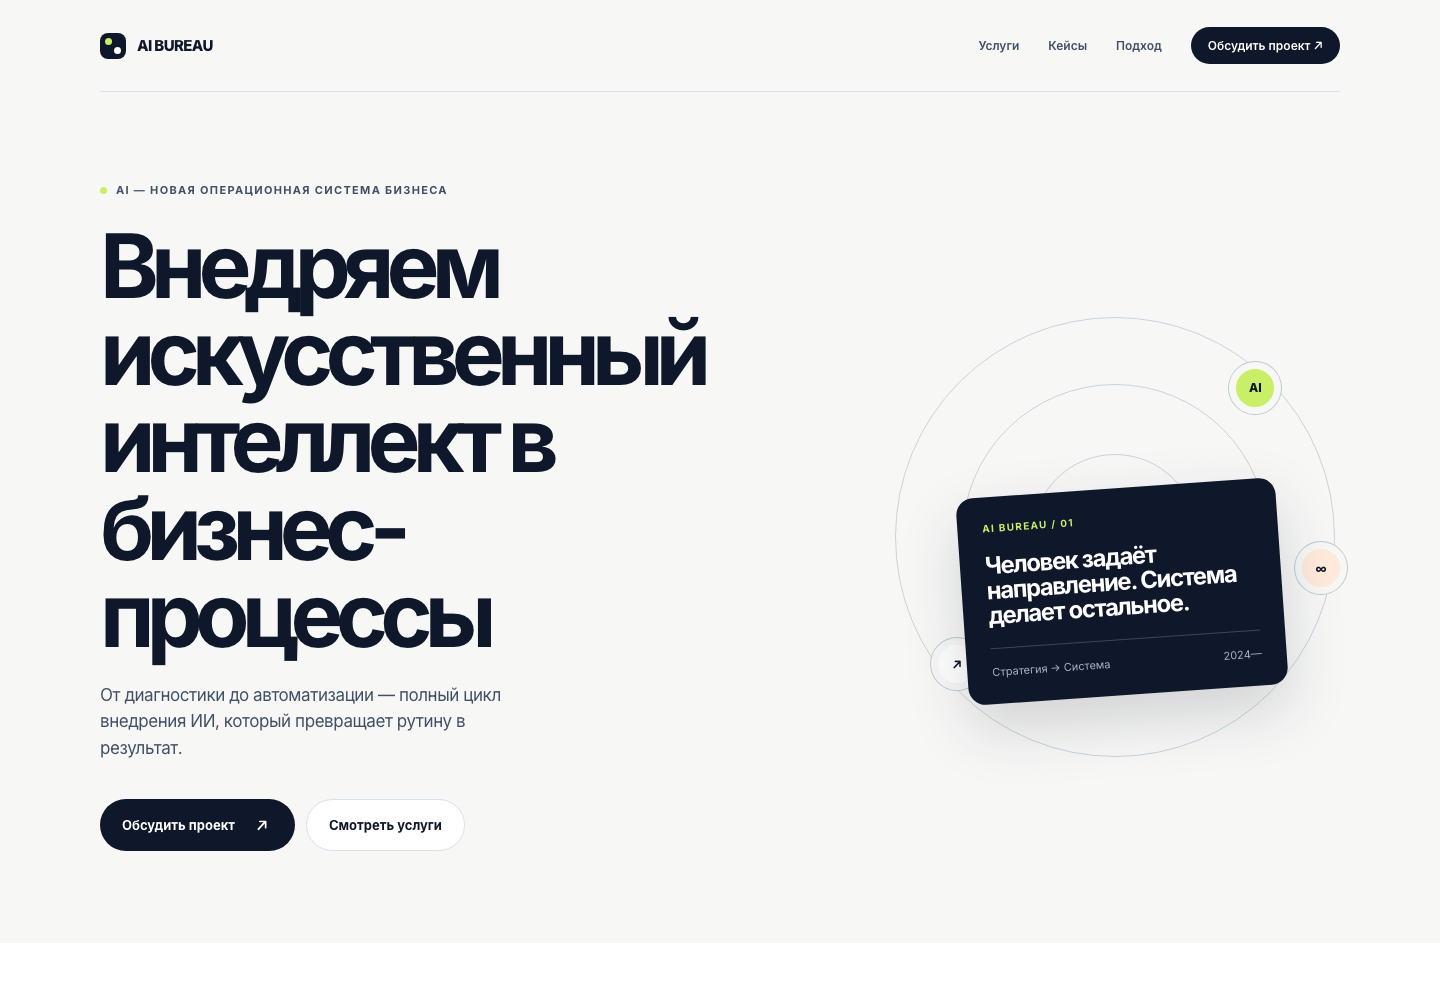 AI BUREAU
Услуги Кейсы Подход Обсудить проект ↗
AI — НОВАЯ ОПЕРАЦИОННАЯ СИСТЕМА БИЗНЕСА
Внедряем
искусственный
интеллект в
бизнес-
процессы
От диагностики до автоматизации — полный цикл
внедрения ИИ, который превращает рутину в
результат.
Обсудить проект ↗
Смотреть услуги
AI
AI BUREAU / 01
Человек задаёт
направление. Система
делает остальное.
Стратегия → Система
2024—
∞
↗